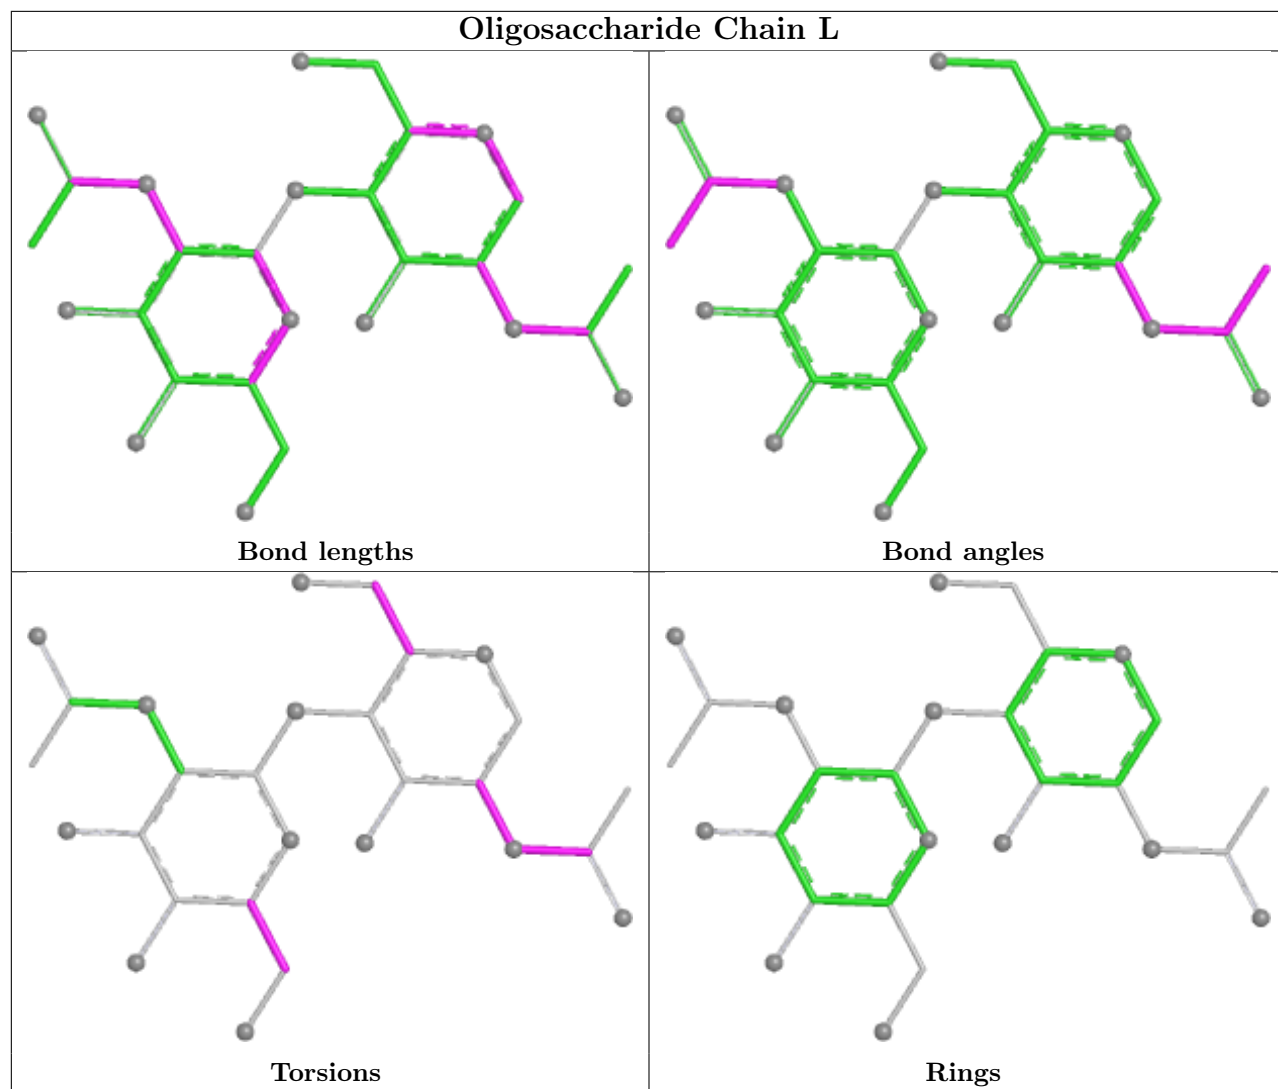 Oligosaccharide Chain L
Bond lengths
Bond angles
Torsions
Rings